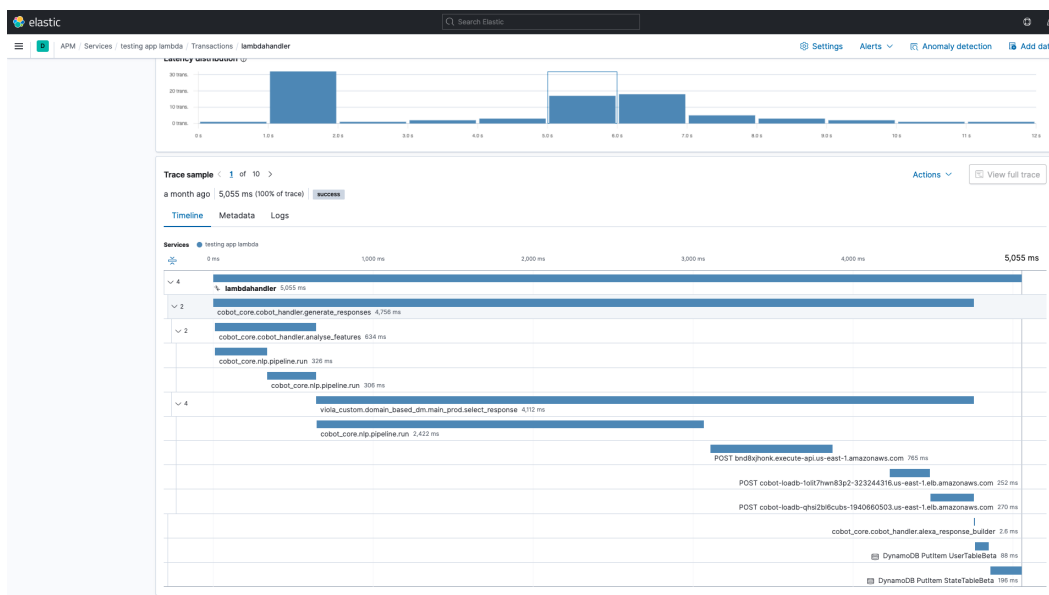 elastic
Search Elastic
D APM / Services / testing app lambda / Transactions / lambdahandler
Settings Alerts Anomaly detection Add dat
Latency distribution
30 trans.
20 trans.
10 trans.
0 trans.
0 s 1.0 s 2.0 s 3.0 s 4.0 s 5.0 s 6.0 s 7.0 s 8.0 s 9.0 s 10 s 11 s 12 s
Trace sample 1 of 10
Actions View full trace
a month ago 5,055 ms (100% of trace) success
Timeline Metadata Logs
Services testing app lambda
0 ms 1,000 ms 2,000 ms 3,000 ms 4,000 ms 5,055 ms
4
lambdahandler 5,055 ms
2
cobot_core.cobot_handler.generate_responses 4,756 ms
2
cobot_core.cobot_handler.analyse_features 634 ms
cobot_core.nlp.pipeline.run 326 ms
cobot_core.nlp.pipeline.run 306 ms
4
viola_custom.domain_based_dm.main_prod.select_response 4,112 ms
cobot_core.nlp.pipeline.run 2,422 ms
POST bnd8xjhonk.execute-api.us-east-1.amazonaws.com 765 ms
POST cobot-loadb-1olit7hwn83p2-323244316.us-east-1.elb.amazonaws.com 252 ms
POST cobot-loadb-qhsi2bl6cubs-1940660503.us-east-1.elb.amazonaws.com 270 ms
cobot_core.cobot_handler.alexa_response_builder 2.6 ms
DynamoDB PutItem UserTableBeta 88 ms
DynamoDB PutItem StateTableBeta 196 ms